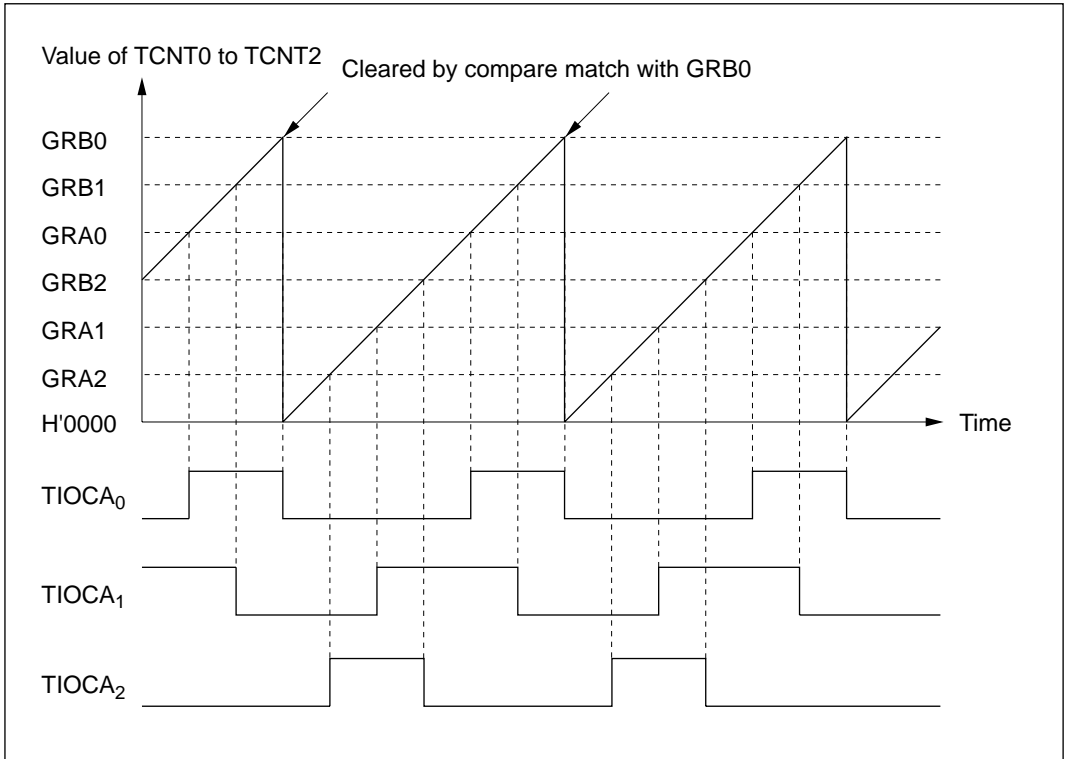 Value of TCNT0 to TCNT2
Cleared by compare match with GRB0
GRB0
GRB1
GRA0
GRB2
GRA1
GRA2
H'0000
Time
TIOCA0
TIOCA1
TIOCA2